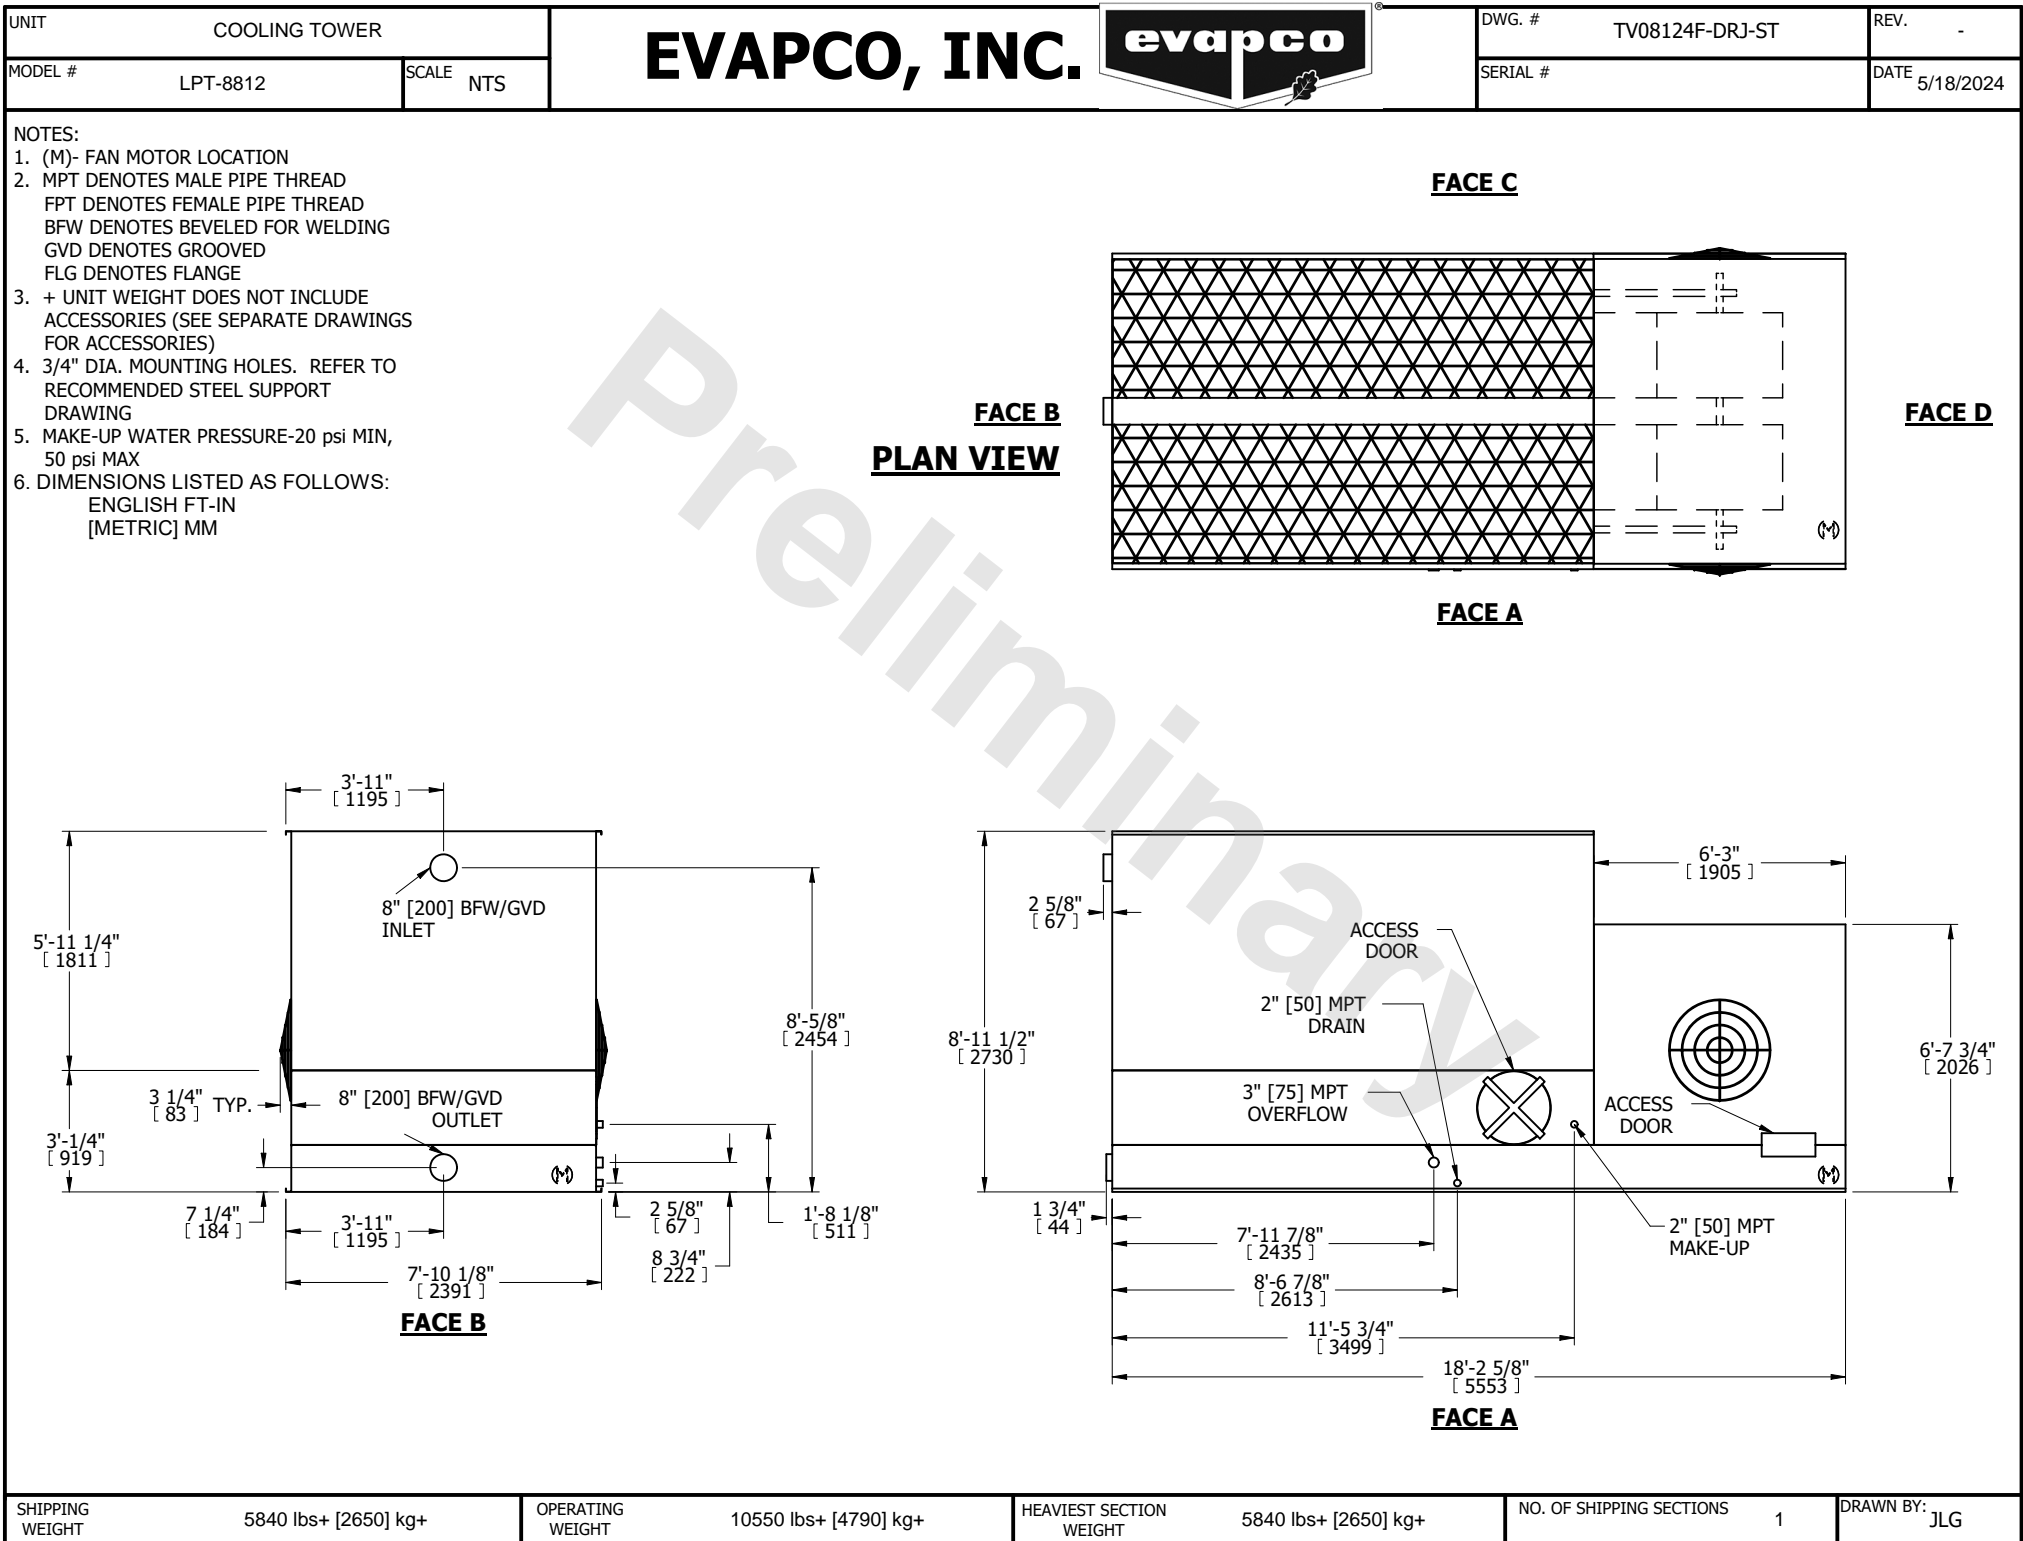 UNIT
COOLING TOWER
MODEL #
LPT-8812
SCALE
NTS
EVAPCO, INC.
evapco
®
DWG. #
TV08124F-DRJ-ST
REV.
-
SERIAL #
DATE
5/18/2024
NOTES:
1. (M)- FAN MOTOR LOCATION
2. MPT DENOTES MALE PIPE THREAD
FPT DENOTES FEMALE PIPE THREAD
BFW DENOTES BEVELED FOR WELDING
GVD DENOTES GROOVED
FLG DENOTES FLANGE
3. + UNIT WEIGHT DOES NOT INCLUDE
ACCESSORIES (SEE SEPARATE DRAWINGS
FOR ACCESSORIES)
4. 3/4" DIA. MOUNTING HOLES. REFER TO
RECOMMENDED STEEL SUPPORT
DRAWING
5. MAKE-UP WATER PRESSURE-20 psi MIN,
50 psi MAX
6. DIMENSIONS LISTED AS FOLLOWS:
ENGLISH FT-IN
[METRIC] MM
FACE C
FACE B
PLAN VIEW
FACE D
(M)
FACE A
Preliminary
3'-11"
[ 1195 ]
8" [200] BFW/GVD
INLET
5'-11 1/4"
[ 1811 ]
8'-5/8"
[ 2454 ]
3 1/4"
[ 83 ]
TYP.
8" [200] BFW/GVD
OUTLET
3'-1/4"
[ 919 ]
(M)
7 1/4"
[ 184 ]
3'-11"
[ 1195 ]
2 5/8"
[ 67 ]
1'-8 1/8"
[ 511 ]
8 3/4"
[ 222 ]
7'-10 1/8"
[ 2391 ]
FACE B
6'-3"
[ 1905 ]
2 5/8"
[ 67 ]
ACCESS
DOOR
2" [50] MPT
DRAIN
8'-11 1/2"
[ 2730 ]
6'-7 3/4"
[ 2026 ]
3" [75] MPT
OVERFLOW
ACCESS
DOOR
(M)
1 3/4"
[ 44 ]
2" [50] MPT
MAKE-UP
7'-11 7/8"
[ 2435 ]
8'-6 7/8"
[ 2613 ]
11'-5 3/4"
[ 3499 ]
18'-2 5/8"
[ 5553 ]
FACE A
SHIPPING
WEIGHT
5840 lbs+ [2650] kg+
OPERATING
WEIGHT
10550 lbs+ [4790] kg+
HEAVIEST SECTION
WEIGHT
5840 lbs+ [2650] kg+
NO. OF SHIPPING SECTIONS
1
DRAWN BY:
JLG